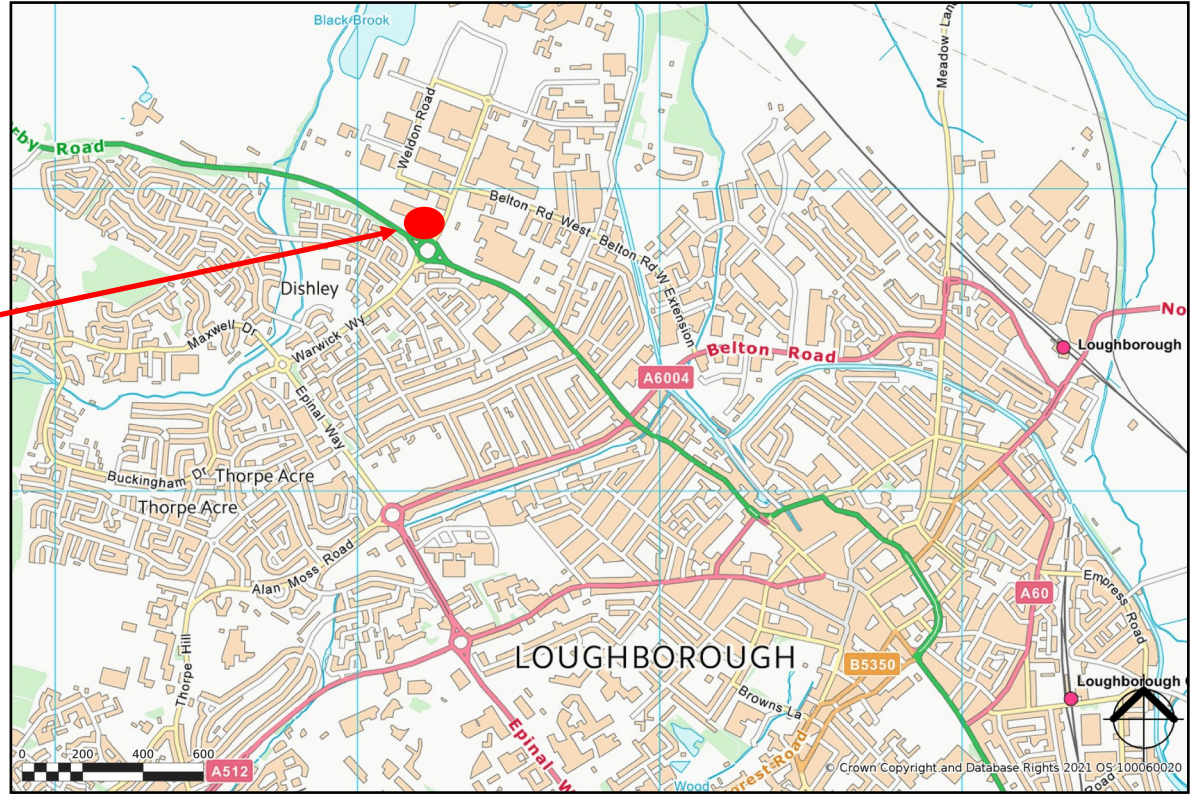 Black Brook
Meadow Lan
rby Road
Weldon Road
Belton Rd West
Belton Rd W Extension
Dishley
Maxwell Dr
Warwick Wy
No
Loughborough
Belton Road
A6004
Epinal Way
Buckingham Dr
Thorpe Acre
Thorpe Acre
Alan Moss Road
Empress Road
A60
Thorpe Hill
LOUGHBOROUGH
B5350
Loughborough
Browns La
Epinal W
orest Road
0 200 400 600
A512
Wood
Road
© Crown Copyright and Database Rights 2021 OS 100060020